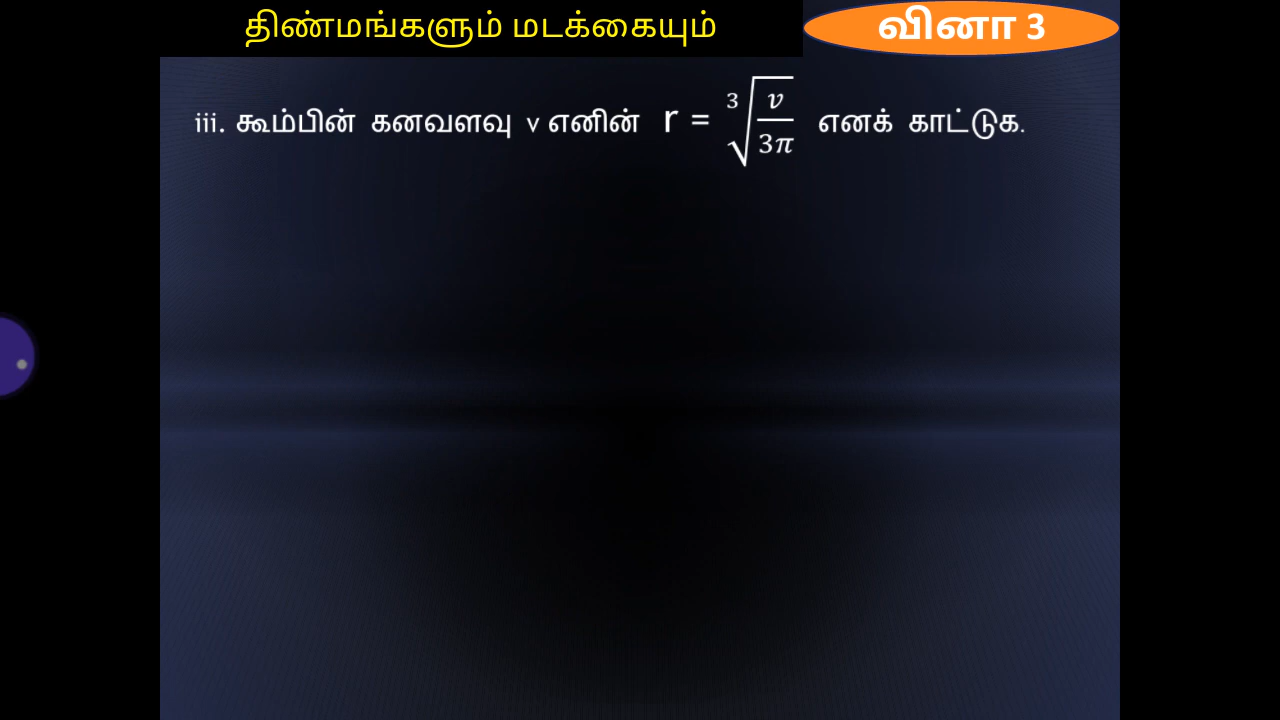 திண்மங்களும் மடக்கையும்
வினா 3
iii. கூம்பின் கனவளவு v எனின் r = ∛(v/3π) எனக் காட்டுக.